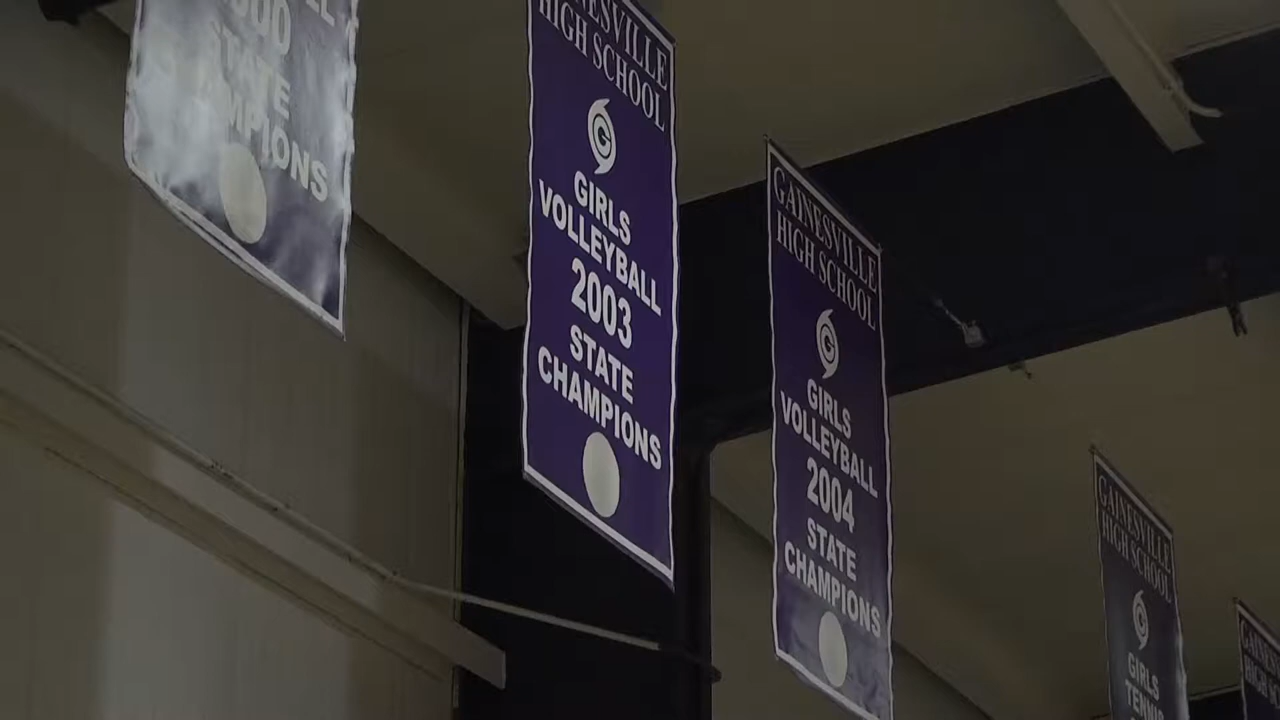 STATE
GAINESVILLE
HIGH SCHOOL
G
GIRLS
VOLLEYBALL
2003
STATE
CHAMPIONS
GAINESVILLE
HIGH SCHOOL
G
GIRLS
VOLLEYBALL
2004
STATE
CHAMPIONS
GAINESVILLE
HIGH SCHOOL
G
GIRLS
TENNIS